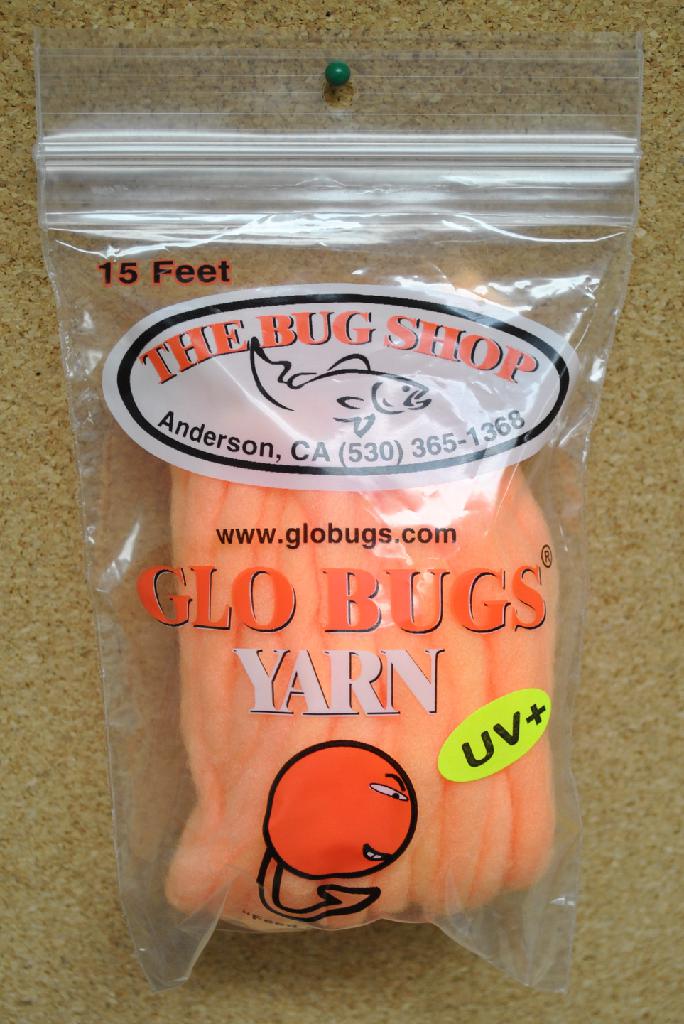 15 Feet
THE BUG SHOP
Anderson, CA (530) 365-1368
www.globugs.com
GLO BUGS®
YARN
UV+